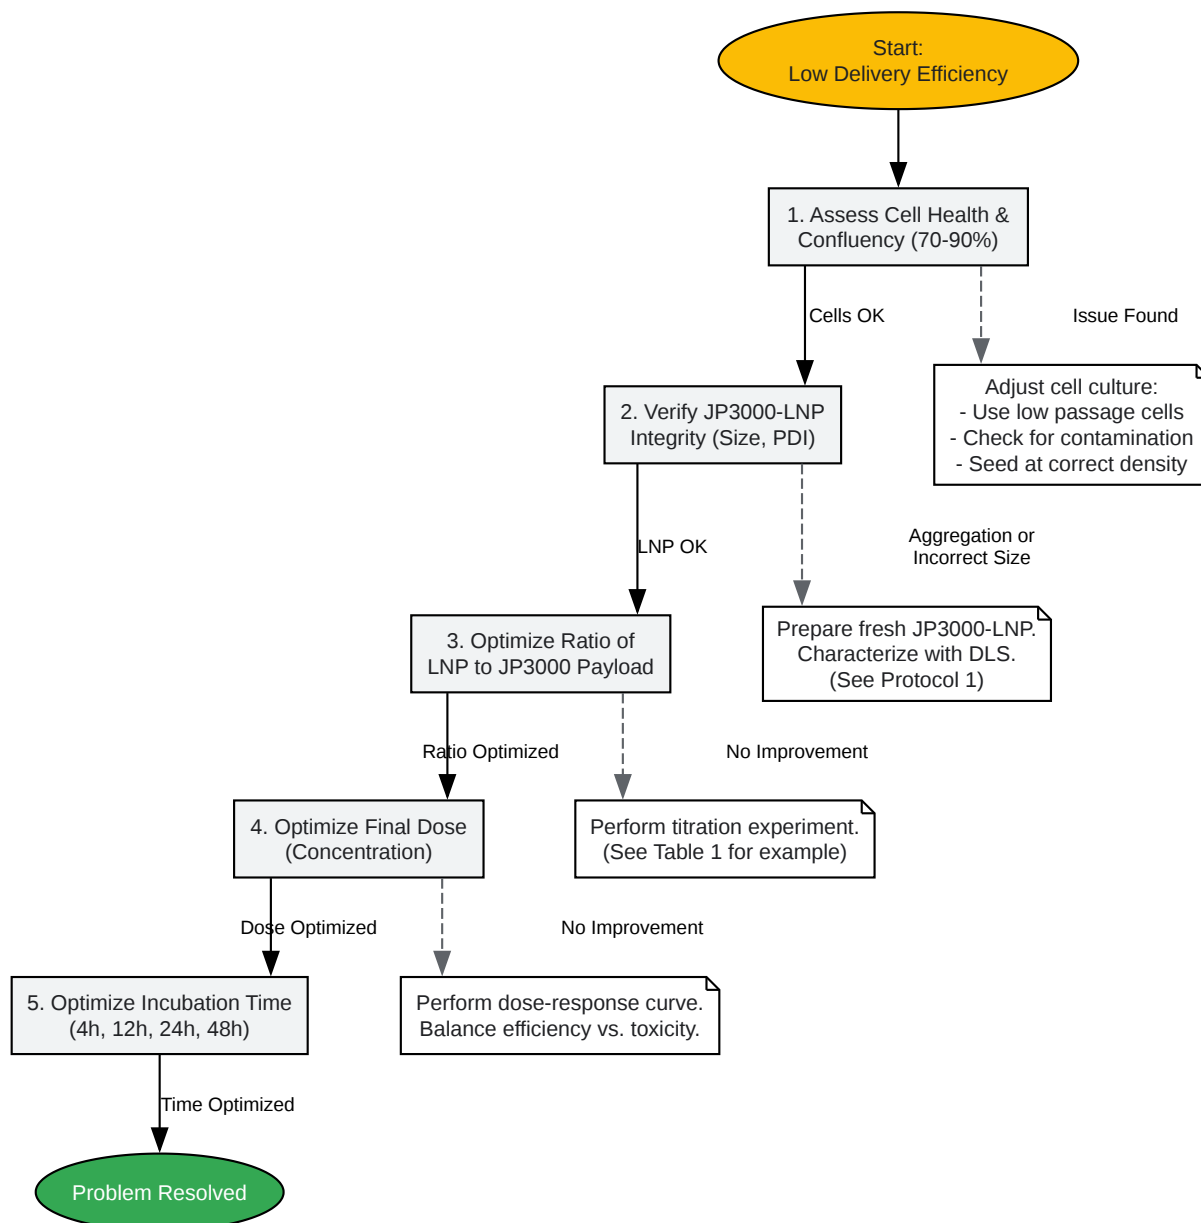 Start:
Low Delivery Efficiency
1. Assess Cell Health &
Confluency (70-90%)
Cells OK
Issue Found
Adjust cell culture:
- Use low passage cells
- Check for contamination
- Seed at correct density
2. Verify JP3000-LNP
Integrity (Size, PDI)
LNP OK
Aggregation or
Incorrect Size
Prepare fresh JP3000-LNP.
Characterize with DLS.
(See Protocol 1)
3. Optimize Ratio of
LNP to JP3000 Payload
Ratio Optimized
No Improvement
Perform titration experiment.
(See Table 1 for example)
4. Optimize Final Dose
(Concentration)
Dose Optimized
No Improvement
Perform dose-response curve.
Balance efficiency vs. toxicity.
5. Optimize Incubation Time
(4h, 12h, 24h, 48h)
Time Optimized
Problem Resolved